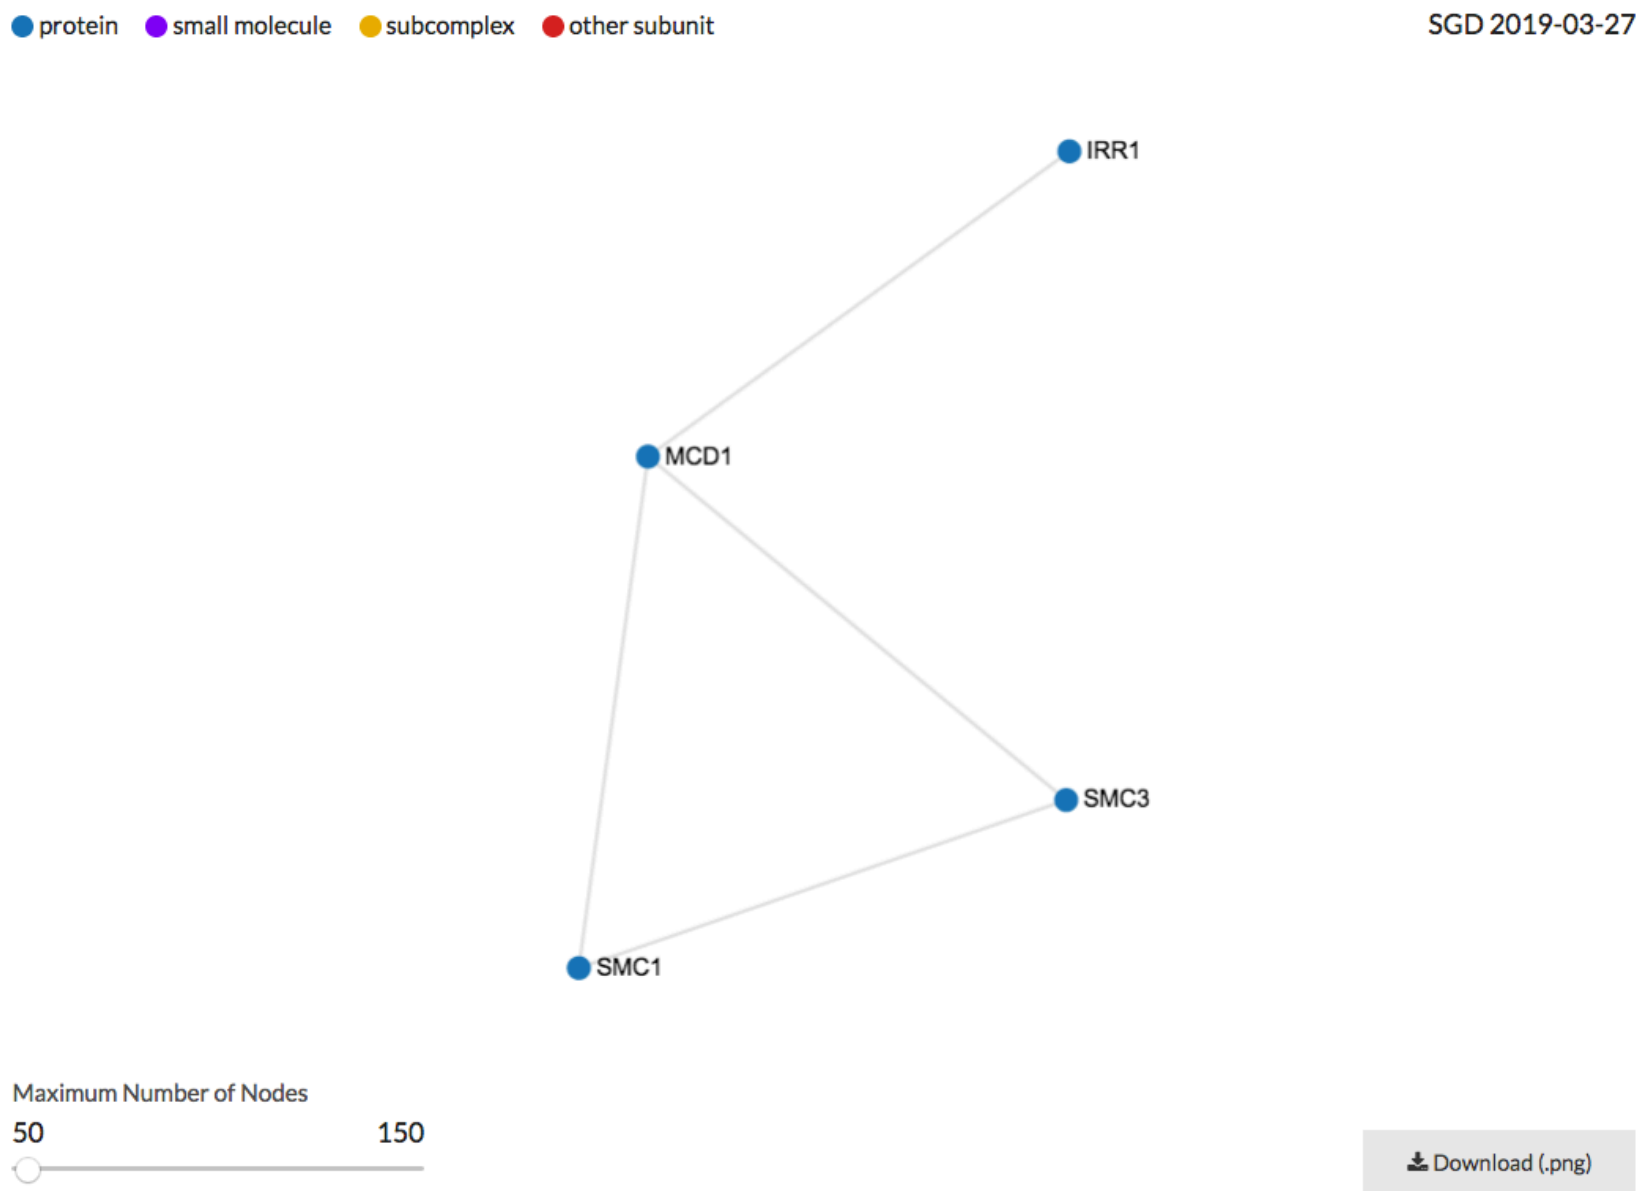 protein small molecule subcomplex other subunit SGD 2019-03-27
IRR1
MCD1
SMC3
SMC1
Maximum Number of Nodes
50 150
Download (.png)